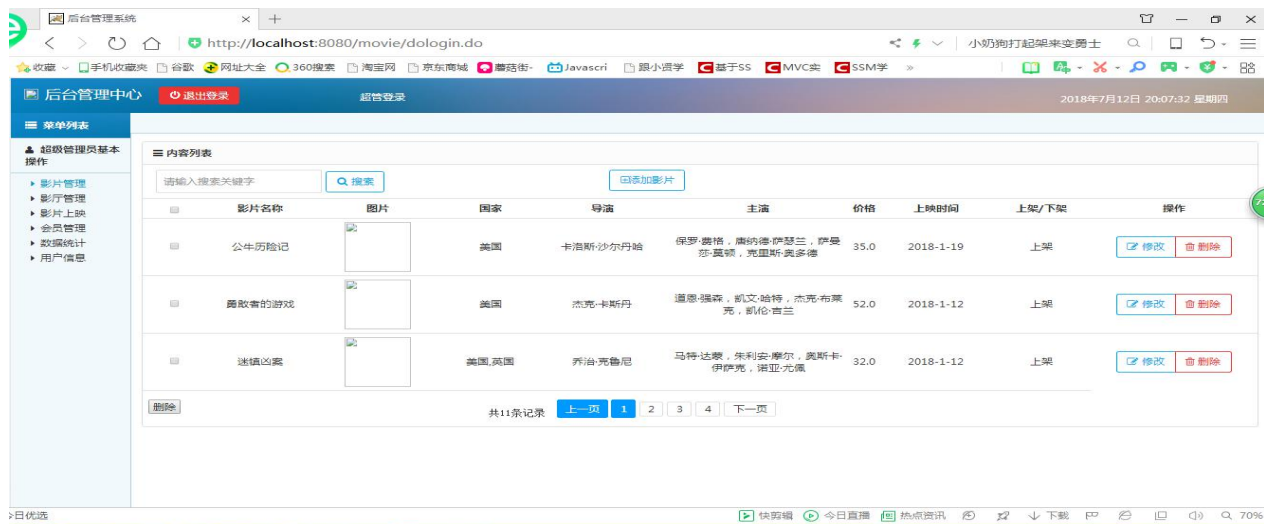 后台管理系统
http://localhost:8080/movie/dologin.do
小奶狗打起架来变勇士
收藏 手机收藏夹 谷歌 网址大全 360搜索 淘宝网 京东商城 蘑菇街- Javascri 跟小贤学 基于SS MVC实 SSM学 »
后台管理中心 退出登录 超管登录 2018年7月12日 20:07:32 星期四
菜单列表
超级管理员基本
操作
影片管理
影厅管理
影片上映
会员管理
数据统计
用户信息
内容列表
请输入搜索关键字 搜索 添加影片
影片名称 图片 国家 导演 主演 价格 上映时间 上架/下架 操作
公牛历险记 美国 卡洛斯·沙尔丹哈 保罗·费格，唐纳德·萨瑟兰，萨曼
莎·莫顿，克里斯·奥多德 35.0 2018-1-19 上架 修改 删除
勇敢者的游戏 美国 杰克·卡斯丹 道恩·强森，凯文·哈特，杰克·布莱
克，凯伦·吉兰 52.0 2018-1-12 上架 修改 删除
迷镇凶案 美国,英国 乔治·克鲁尼 马特·达蒙，朱利安·摩尔，奥斯卡·
伊萨克，诺亚·尤佩 32.0 2018-1-12 上架 修改 删除
删除 共11条记录 上一页 1 2 3 4 下一页
今日优选 快剪辑 今日直播 热点资讯 下载 70%